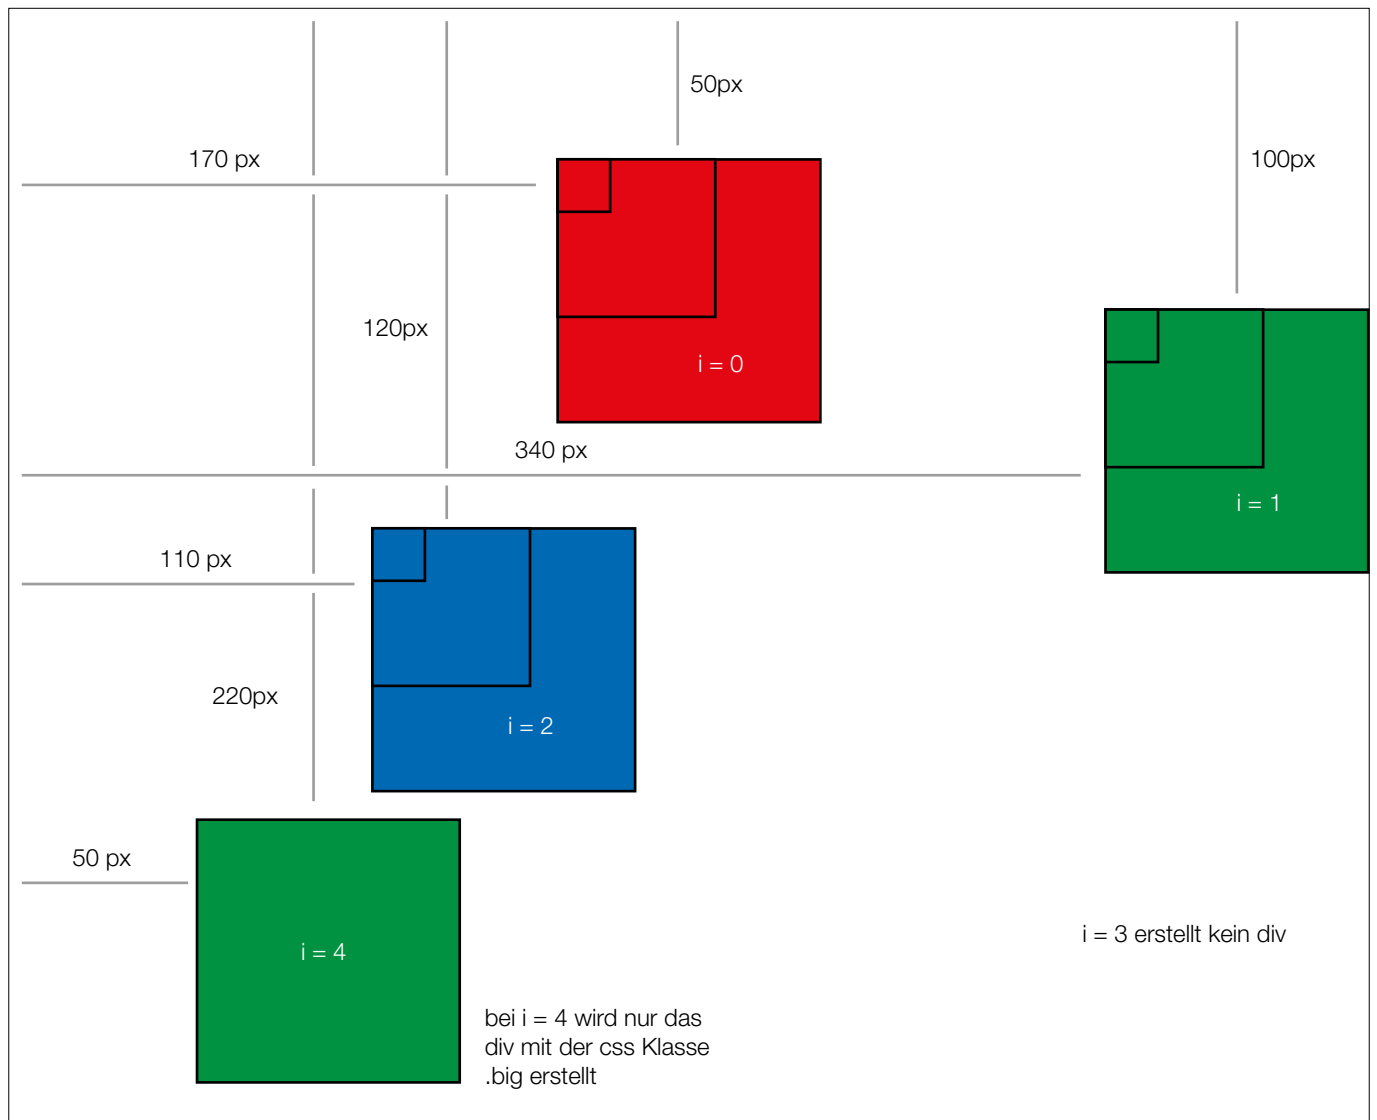 50px
170 px
100px
120px
i = 0
340 px
i = 1
110 px
220px
i = 2
50 px
i = 3 erstellt kein div
i = 4
bei i = 4 wird nur das
div mit der css Klasse
.big erstellt